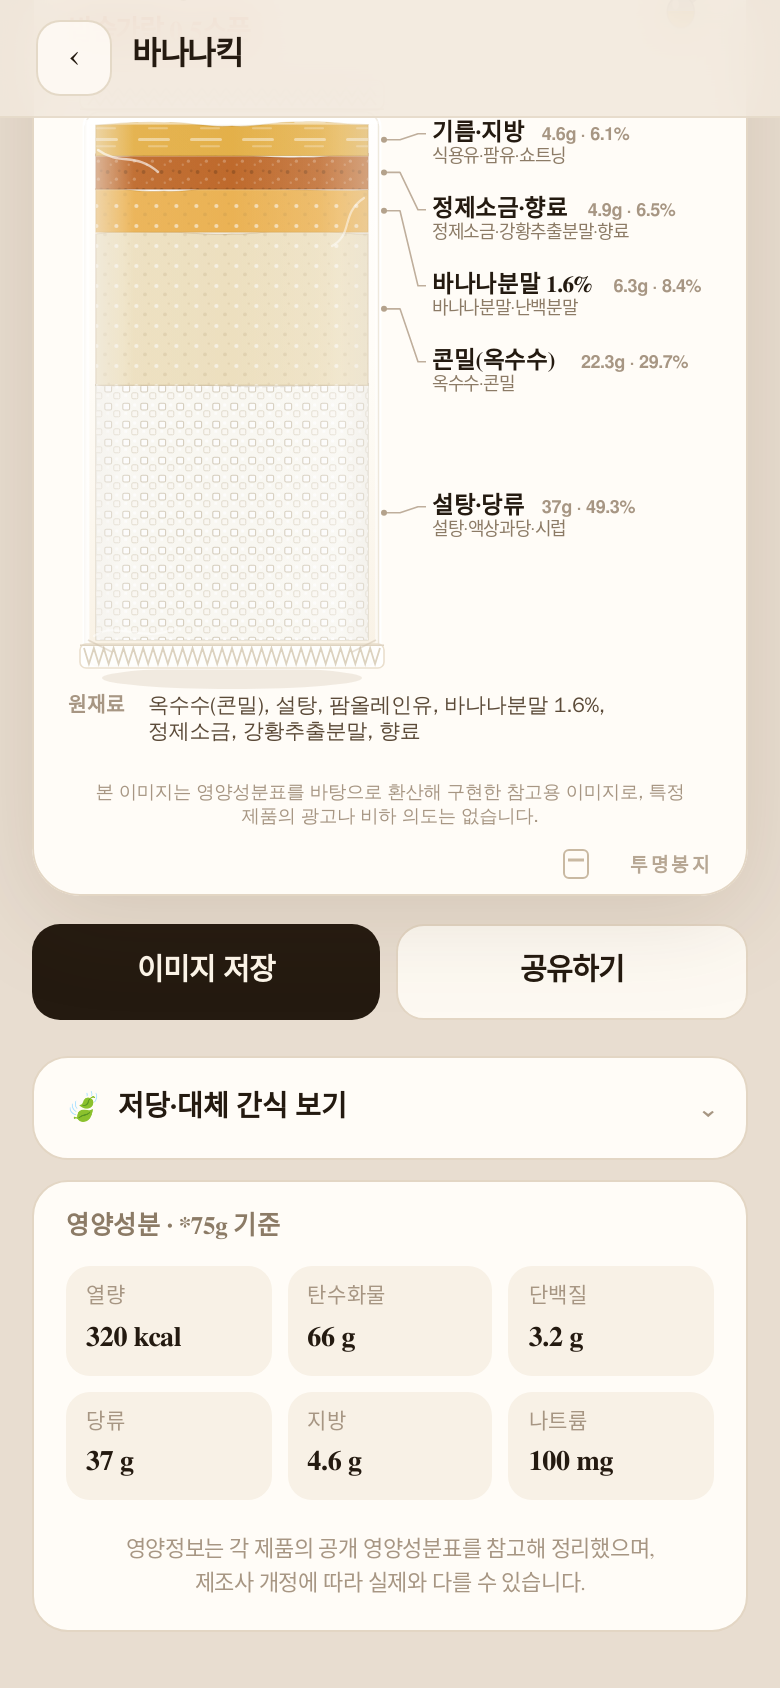 바나나킥
기름·지방 4.6g · 6.1%
식용유·팜유·쇼트닝
정제소금·향료 4.9g · 6.5%
정제소금·강황추출분말·향료
바나나분말 1.6% 6.3g · 8.4%
바나나분말·난백분말
콘밀(옥수수) 22.3g · 29.7%
옥수수·콘밀
설탕·당류 37g · 49.3%
설탕·액상과당·시럽
원재료 옥수수(콘밀), 설탕, 팜올레인유, 바나나분말 1.6%,
정제소금, 강황추출분말, 향료
본 이미지는 영양성분표를 바탕으로 환산해 구현한 참고용 이미지로, 특정
제품의 광고나 비하 의도는 없습니다.
투명봉지
이미지 저장
공유하기
저당·대체 간식 보기
영양성분 · *75g 기준
열량 탄수화물 단백질
320 kcal 66 g 3.2 g
당류 지방 나트륨
37 g 4.6 g 100 mg
영양정보는 각 제품의 공개 영양성분표를 참고해 정리했으며,
제조사 개정에 따라 실제와 다를 수 있습니다.